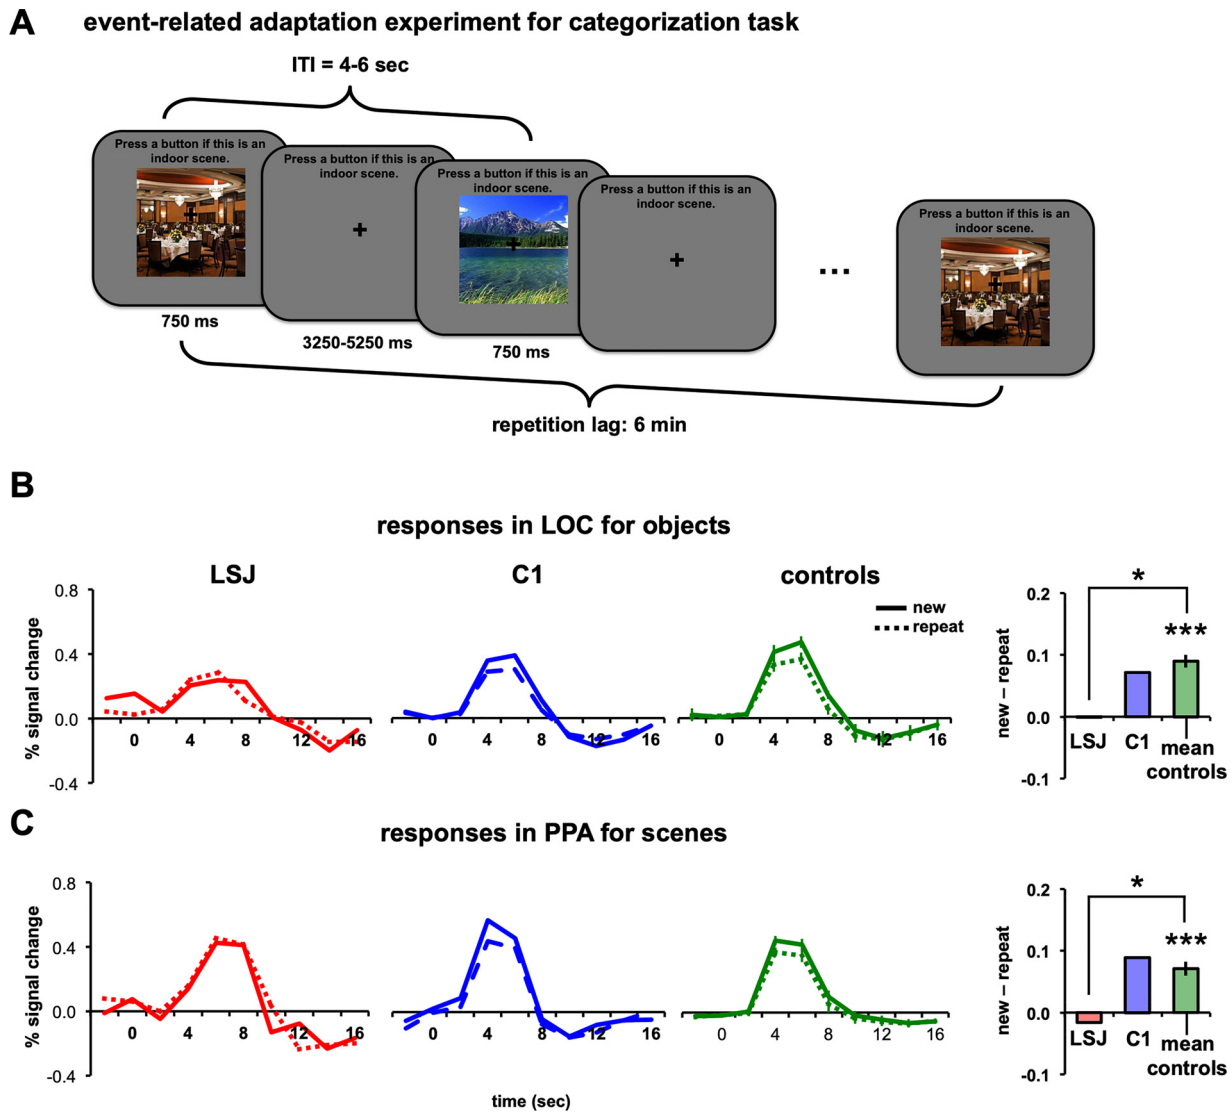 A event-related adaptation experiment for categorization task
ITI = 4-6 sec
Press a button if this is an
indoor scene.
Press a button if this is an
indoor scene.
Press a button if this is an
indoor scene.
Press a button if this is an
indoor scene.
...
Press a button if this is an
indoor scene.
750 ms
3250-5250 ms
750 ms
repetition lag: 6 min
B
responses in LOC for objects
LSJ
C1
controls
new
repeat
% signal change
0.8
0.4
0.0
-0.4
0 4 8 12 16
0 4 8 12 16
0 4 8 12 16
new – repeat
0.2
0.1
0.0
-0.1
*
***
LSJ C1 mean
controls
C
responses in PPA for scenes
% signal change
0.8
0.4
0.0
-0.4
0 4 8 12 16
0 4 8 12 16
0 4 8 12 16
time (sec)
new – repeat
0.2
0.1
0.0
-0.1
*
***
LSJ C1 mean
controls